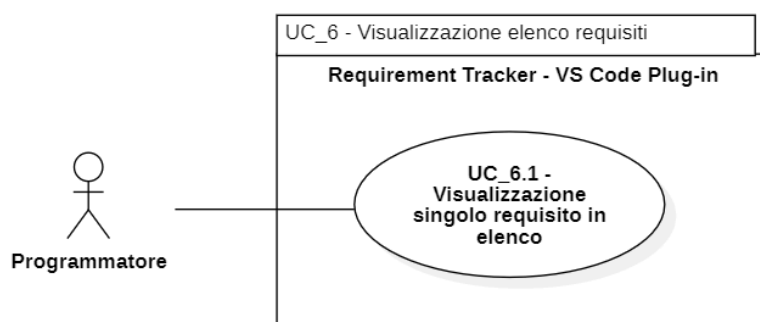 UC_6 - Visualizzazione elenco requisiti
Requirement Tracker - VS Code Plug-in
UC_6.1 -
Visualizzazione
singolo requisito in
elenco
Programmatore